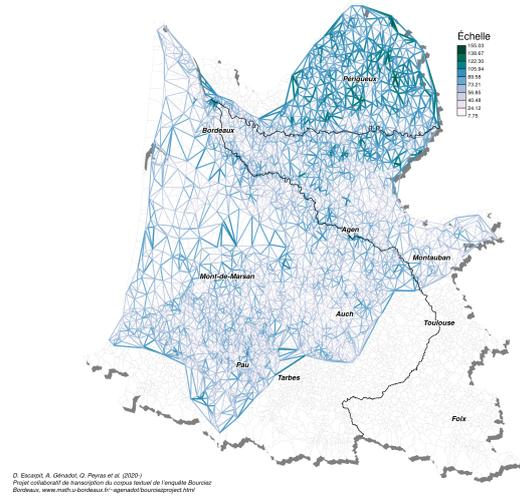 Échelle
155.03
138.67
122.30
105.94
89.58
73.21
56.85
40.48
24.12
7.75
Périgueux
Bordeaux
Agen
Montauban
Mont-de-Marsan
Auch
Toulouse
Pau
Tarbes
Foix
D. Escarpit, A. Génadot, Q. Peyras et al. (2020-)
Projet collaboratif de transcription du corpus textuel de l'enquête Bourciez
Bordeaux, www.math.u-bordeaux.fr/~agenadot/bourciezproject.html